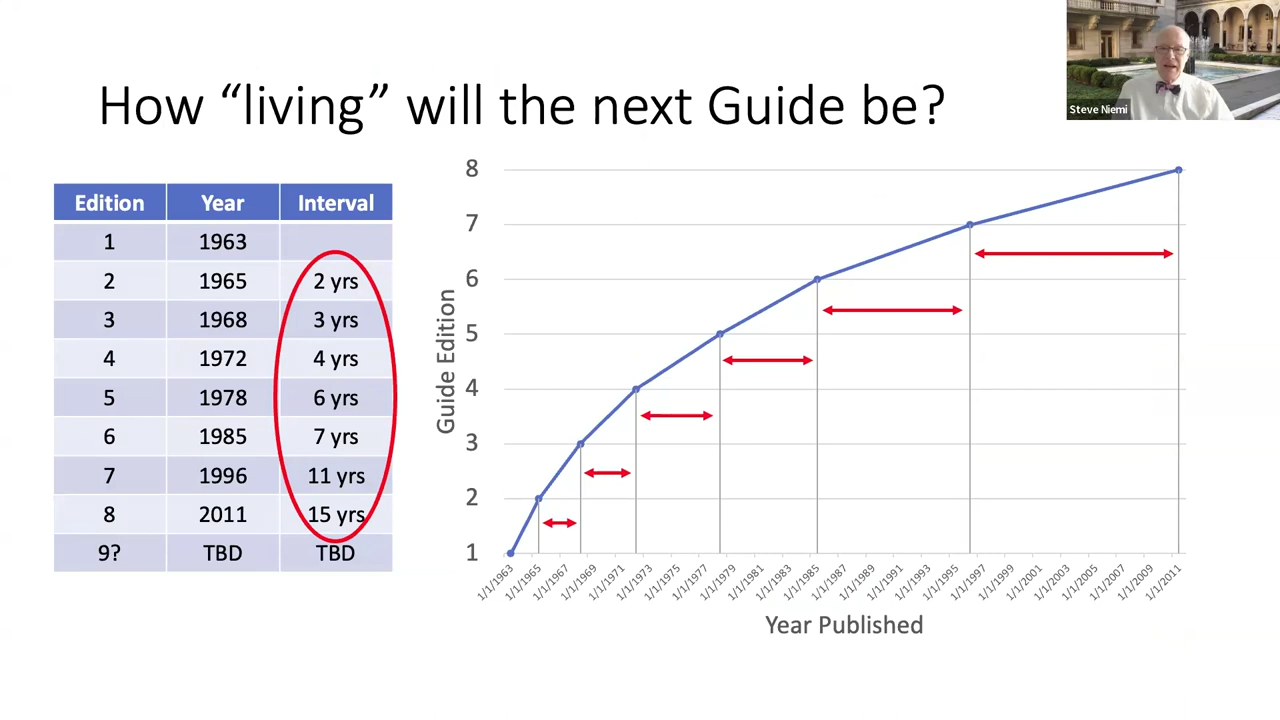 How “living” will the next Guide be?
Steve Niemi
Edition Year Interval
1 1963
2 1965 2 yrs
3 1968 3 yrs
4 1972 4 yrs
5 1978 6 yrs
6 1985 7 yrs
7 1996 11 yrs
8 2011 15 yrs
9? TBD TBD
Guide Edition
8
7
6
5
4
3
2
1
1/1/1963 1/1/1965 1/1/1967 1/1/1969 1/1/1971 1/1/1973 1/1/1975 1/1/1977 1/1/1979 1/1/1981 1/1/1983 1/1/1985 1/1/1987 1/1/1989 1/1/1991 1/1/1993 1/1/1995 1/1/1997 1/1/1999 1/1/2001 1/1/2003 1/1/2005 1/1/2007 1/1/2009 1/1/2011
Year Published